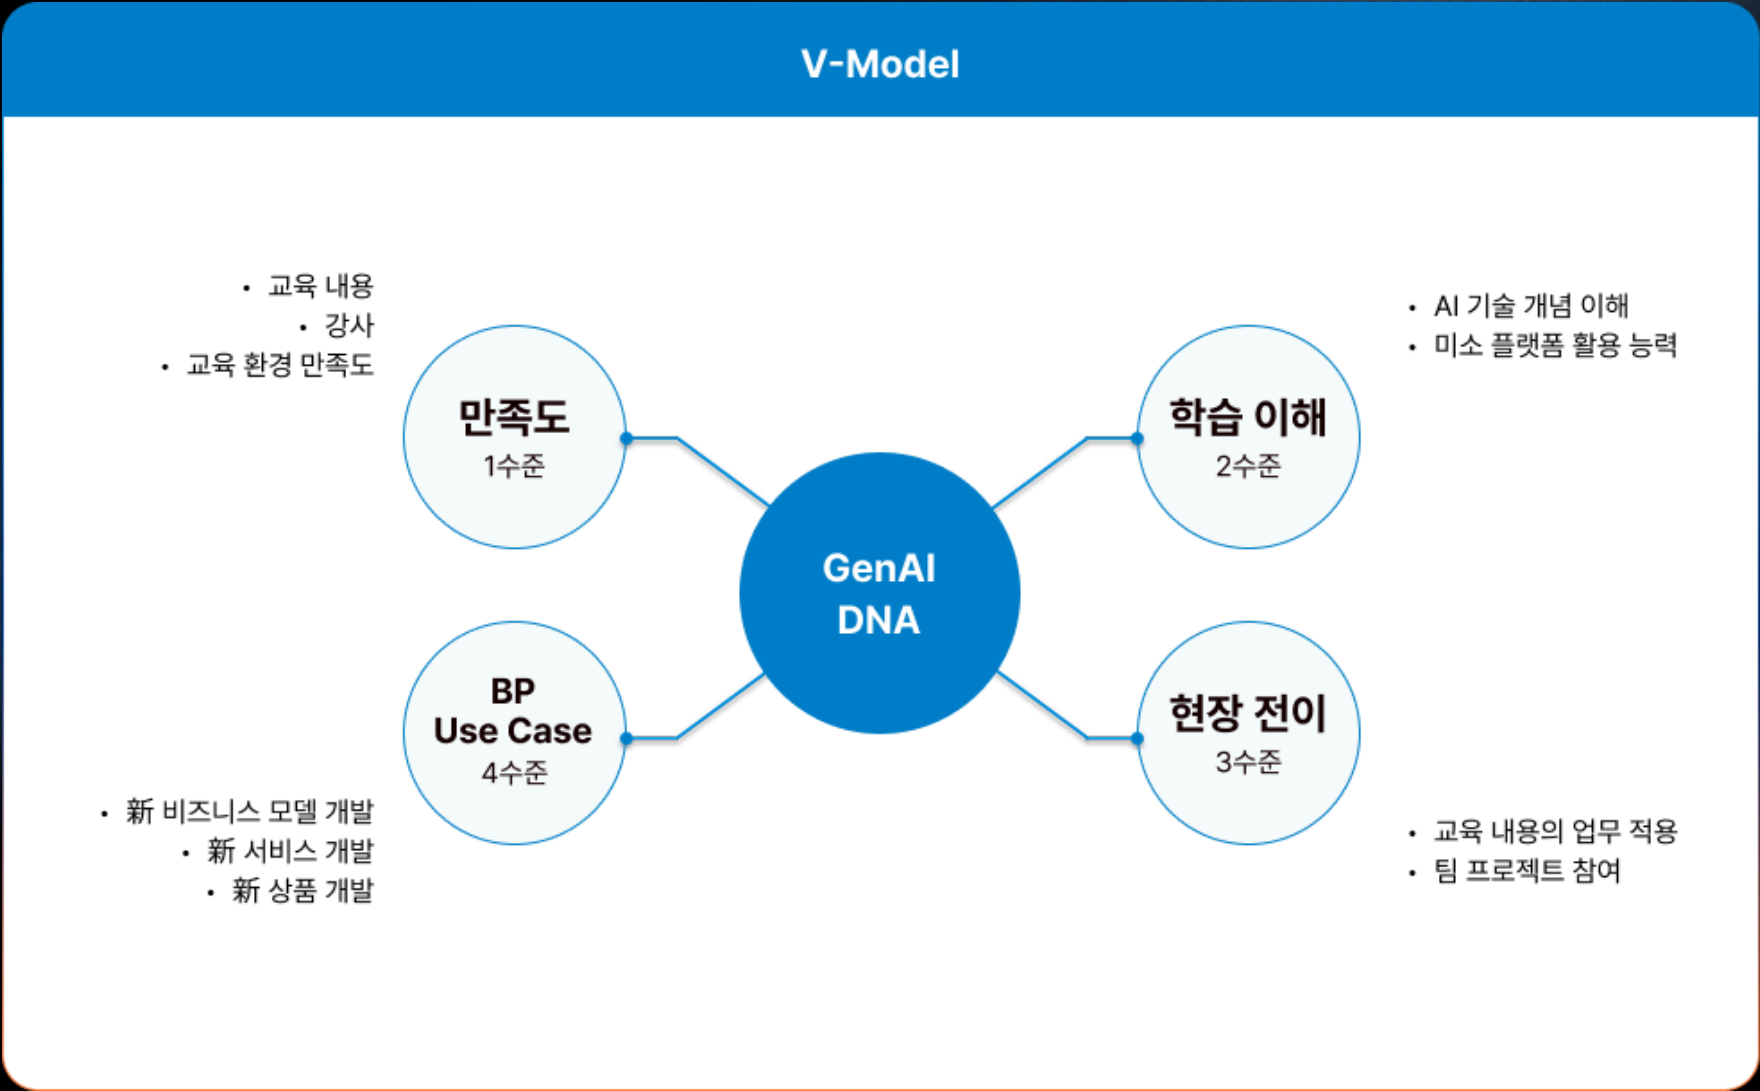 V-Model
• 교육 내용
• 강사
• 교육 환경 만족도
만족도
1수준
• AI 기술 개념 이해
• 미소 플랫폼 활용 능력
학습 이해
2수준
GenAI
DNA
BP
Use Case
4수준
• 新 비즈니스 모델 개발
• 新 서비스 개발
• 新 상품 개발
현장 전이
3수준
• 교육 내용의 업무 적용
• 팀 프로젝트 참여